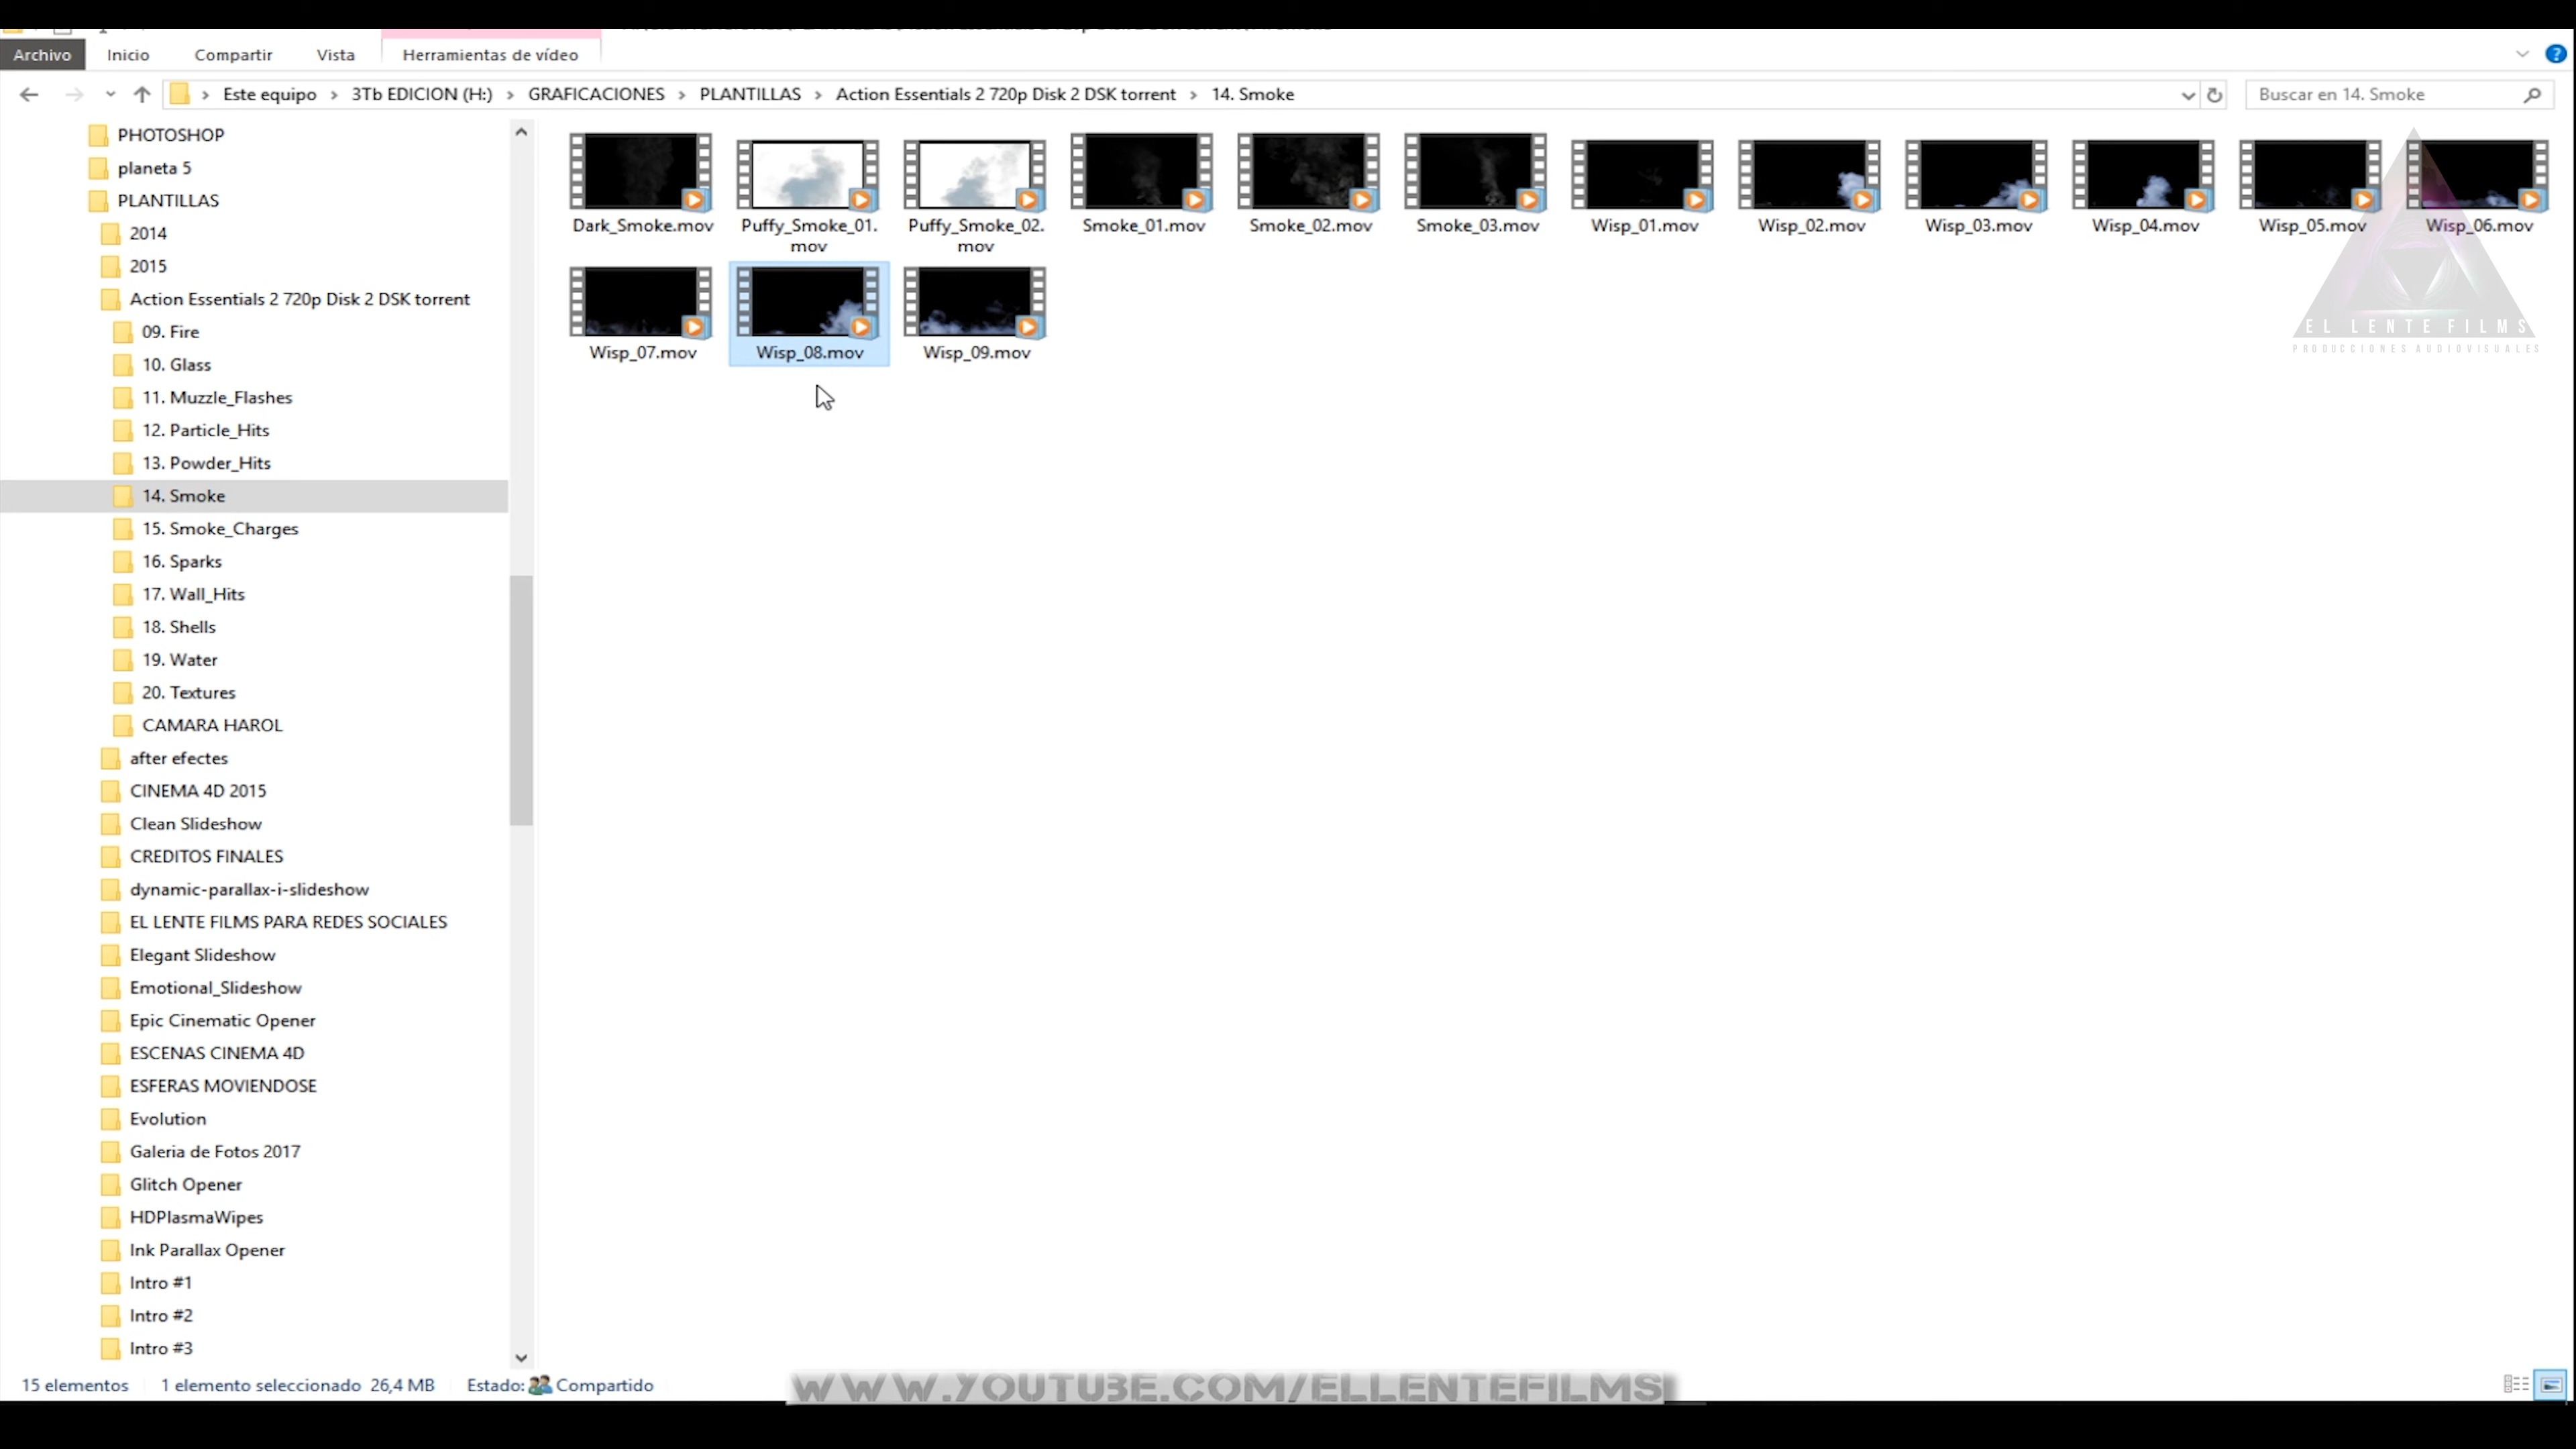 Archivo Inicio Compartir Vista Herramientas de vídeo
Este equipo > 3Tb EDICION (H:) > GRAFICACIONES > PLANTILLAS > Action Essentials 2 720p Disk 2 DSK torrent > 14. Smoke
Buscar en 14. Smoke
PHOTOSHOP
planeta 5
PLANTILLAS
2014
2015
Action Essentials 2 720p Disk 2 DSK torrent
09. Fire
10. Glass
11. Muzzle_Flashes
12. Particle_Hits
13. Powder_Hits
14. Smoke
15. Smoke_Charges
16. Sparks
17. Wall_Hits
18. Shells
19. Water
20. Textures
CAMARA HAROL
after efectes
CINEMA 4D 2015
Clean Slideshow
CREDITOS FINALES
dynamic-parallax-i-slideshow
EL LENTE FILMS PARA REDES SOCIALES
Elegant Slideshow
Emotional_Slideshow
Epic Cinematic Opener
ESCENAS CINEMA 4D
ESFERAS MOVIENDOSE
Evolution
Galeria de Fotos 2017
Glitch Opener
HDPlasmaWipes
Ink Parallax Opener
Intro #1
Intro #2
Intro #3
Dark_Smoke.mov
Puffy_Smoke_01.
mov
Puffy_Smoke_02.
mov
Smoke_01.mov
Smoke_02.mov
Smoke_03.mov
Wisp_01.mov
Wisp_02.mov
Wisp_03.mov
Wisp_04.mov
Wisp_05.mov
Wisp_06.mov
Wisp_07.mov
Wisp_08.mov
Wisp_09.mov
EL LENTE FILMS
PRODUCCIONES AUDIOVISUALES
15 elementos 1 elemento seleccionado 26,4 MB Estado: Compartido
WWW.YOUTUBE.COM/ELLENTEFILMS